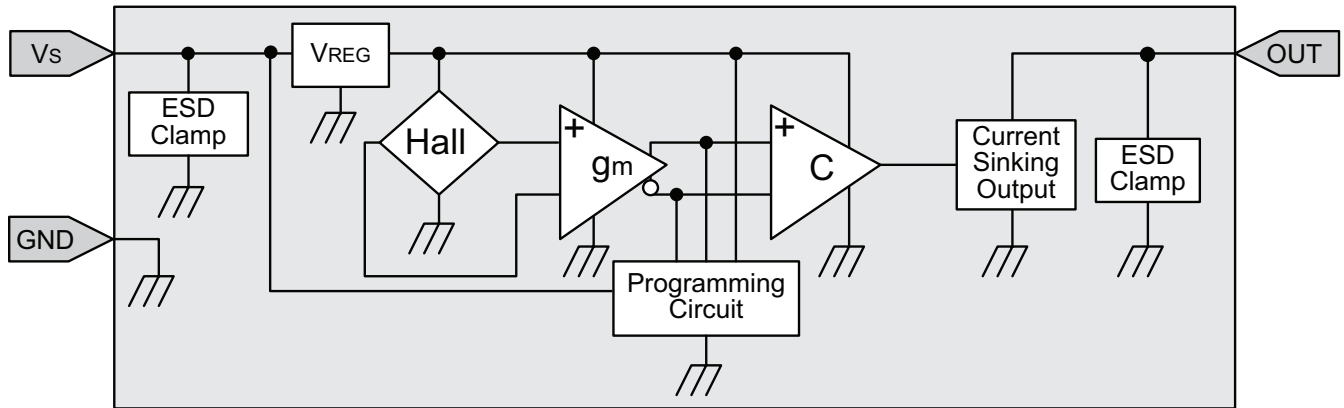 Vs
VREG
OUT
ESD
Clamp
Hall
+
gm
+
C
Current
Sinking
Output
ESD
Clamp
GND
Programming
Circuit